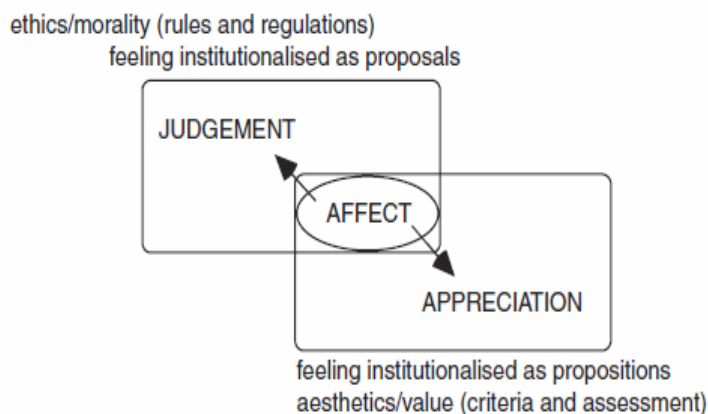 ethics/morality (rules and regulations)
feeling institutionalised as proposals
JUDGEMENT
AFFECT
APPRECIATION
feeling institutionalised as propositions
aesthetics/value (criteria and assessment)